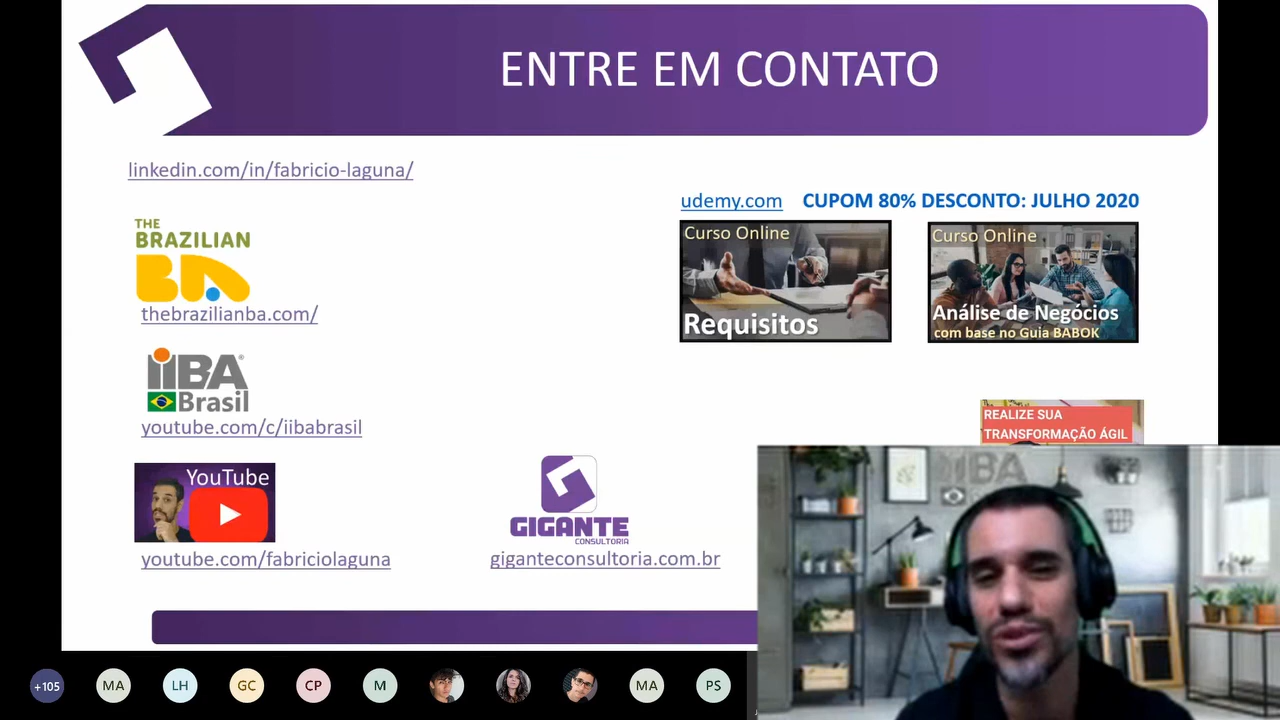 ENTRE EM CONTATO
linkedin.com/in/fabricio-laguna/
udemy.com CUPOM 80% DESCONTO: JULHO 2020
THE
BRAZILIAN
BA
thebrazilianba.com/
Curso Online
Requisitos
Curso Online
Análise de Negócios
com base no Guia BABOK
iiBA®
Brasil
youtube.com/c/iibabrasil
REALIZE SUA
TRANSFORMAÇÃO ÁGIL
YouTube
youtube.com/fabriciolaguna
GIGANTE
CONSULTORIA
giganteconsultoria.com.br
IIBA
+105 MA LH GC CP M MA PS